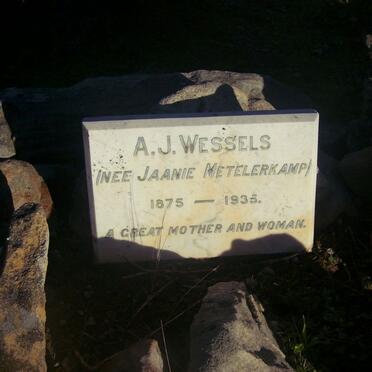 A.J. WESSELS
(NEE JAANIE METELERKAMP)
1875 — 1935.
A GREAT MOTHER AND WOMAN.